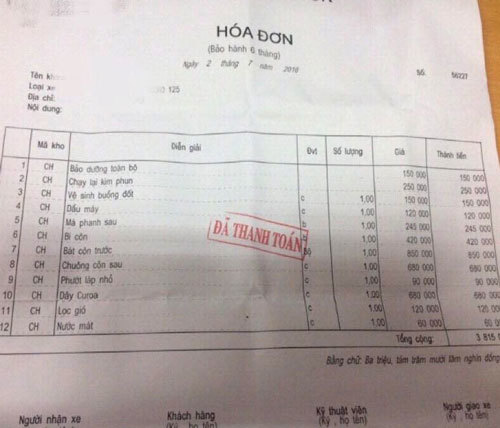 HÓA ĐƠN
(Bảo hành 6 tháng)
Ngày 2 tháng 7 năm 2018
Số: 56227
Loại xe 125
Địa chỉ:
Nội dung:
Mã kho Diễn giải Đvt Số lượng Giá Thành tiền
1 CH Bảo dưỡng toàn bộ 150 000 150 000
2 CH Chạy lại kim phun 250 000 250 000
3 CH Vệ sinh buồng đốt c 1,00 150 000 150 000
4 CH Dầu máy c 1,00 120 000 120 000
5 CH Má phanh sau b 1,00 245 000 245 000
6 CH Bi côn 1,00 420 000 420 000
7 CH Bát côn trước bộ 1,00 850 000 850 000
8 CH Chuông côn sau c 1,00 680 000 680 000
9 CH Phướt láp nhỏ c 1,00 90 000 90 000
10 CH Dây Curoa c 1,00 680 000 680 000
11 CH Lọc gió c 1,00 120 000 120 000
12 CH Nước mát c 1,00 60 000 60 000
ĐÃ THANH TOÁN
Tổng cộng: 3 815
Bằng chữ: Ba triệu, tám trăm mười lăm nghìn đồng
Người nhận xe Khách hàng Kỹ thuật viên Người giao xe
(Ký, họ tên) (Ký, họ tên) (Ký, họ tên) (Ký, họ tên)